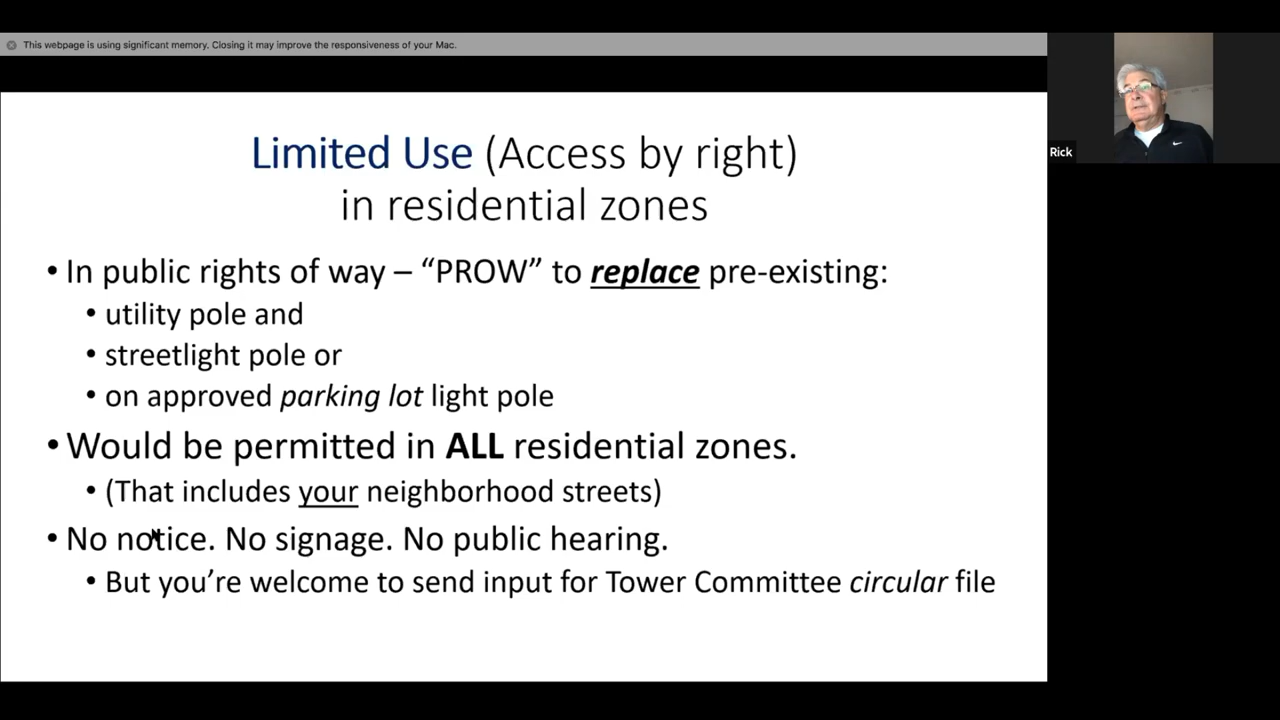 This webpage is using significant memory. Closing it may improve the responsiveness of your Mac.
Limited Use (Access by right)
in residential zones
• In public rights of way – “PROW” to replace pre-existing:
• utility pole and
• streetlight pole or
• on approved parking lot light pole
• Would be permitted in ALL residential zones.
• (That includes your neighborhood streets)
• No notice. No signage. No public hearing.
• But you’re welcome to send input for Tower Committee circular file
Rick